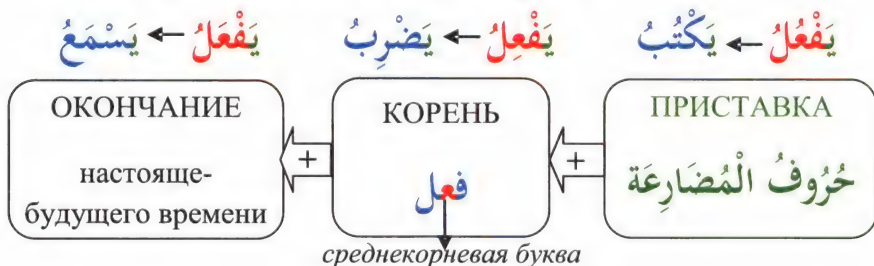 يَفْعُلُ ← يَكْتُبُ يَفْعِلُ ← يَضْرِبُ يَفْعَلُ ← يَسْمَعُ
ПРИСТАВКА
حُرُوفُ الْمُضَارِعَة
+
КОРЕНЬ
فعل
среднекорневая буква
+
ОКОНЧАНИЕ
настояще-
будущего времени